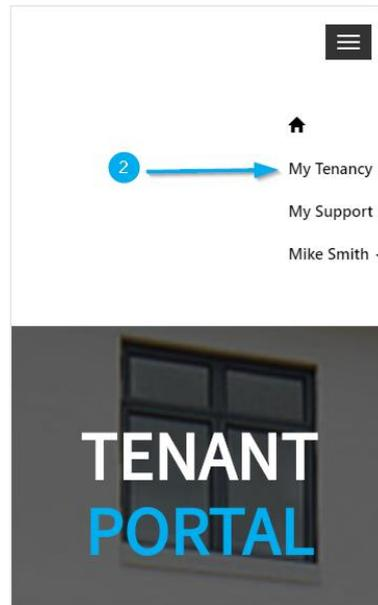 2
My Tenancy
My Support
Mike Smith
TENANT
PORTAL